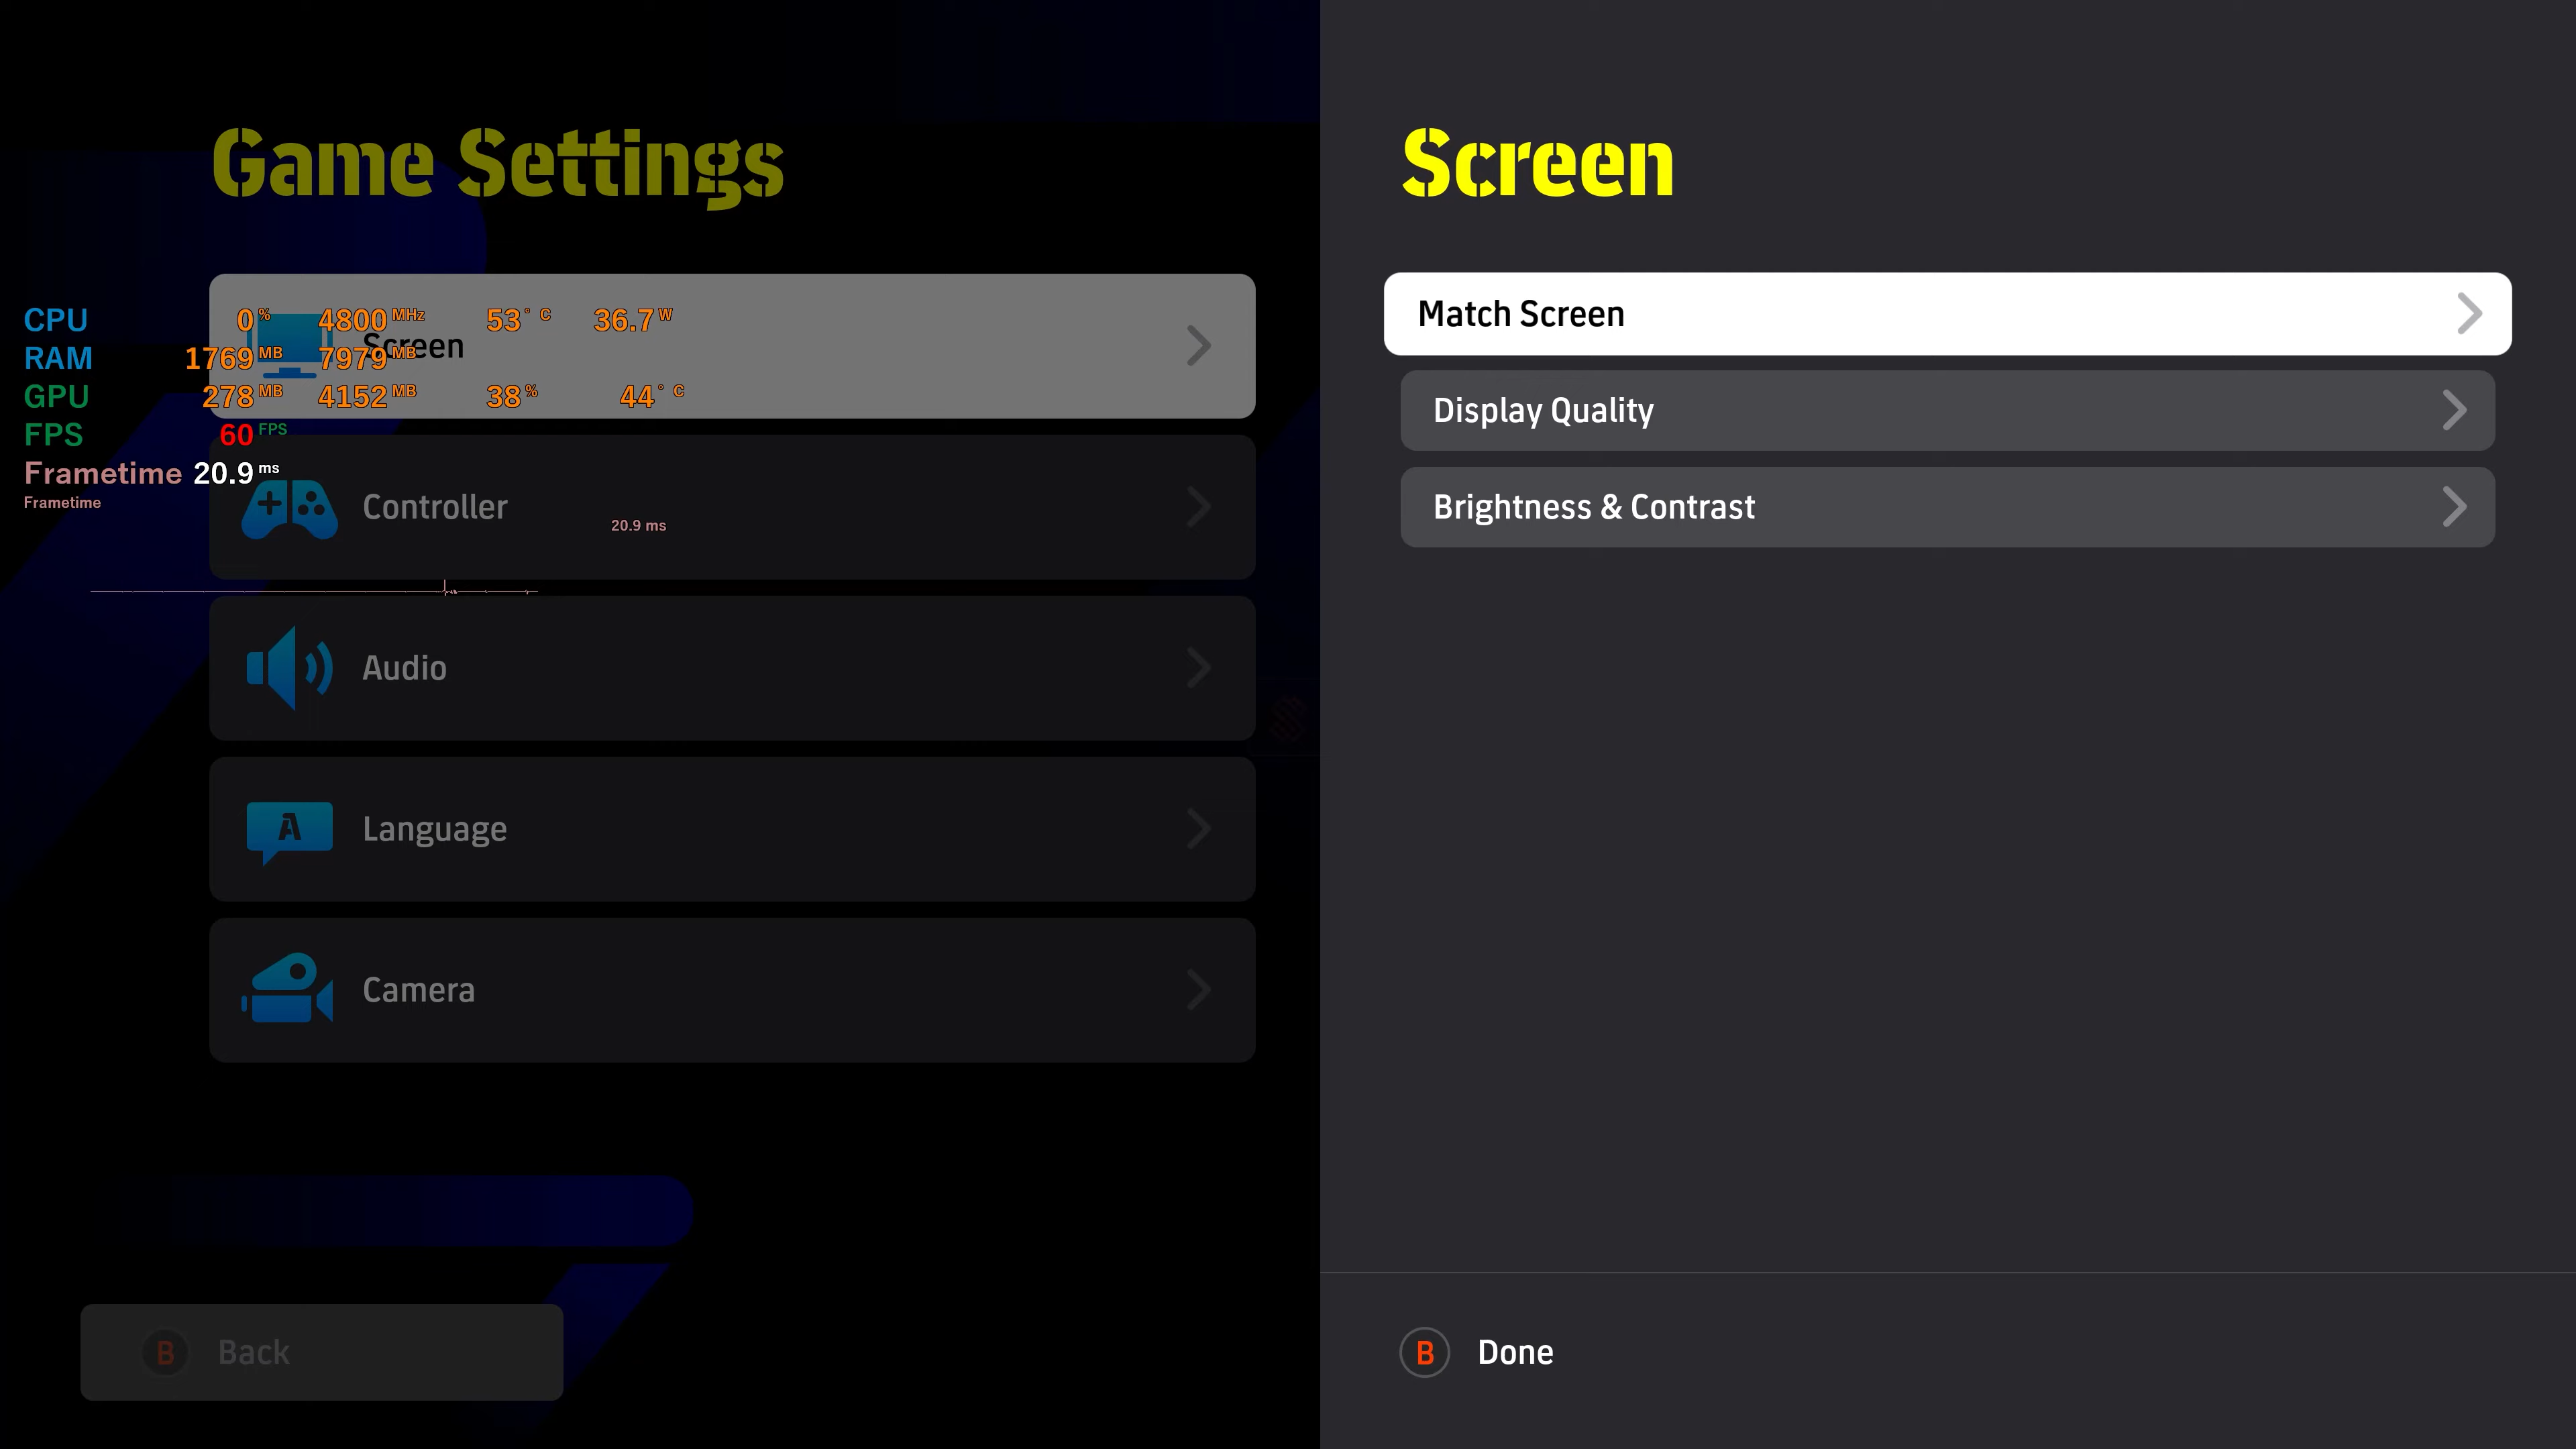 Game Settings
CPU 0% 4800 MHz 53° C 36.7 W
Screen
RAM 1769 MB 7979 MB
GPU 278 MB 4152 MB 38% 44° C
FPS 60 FPS
Frametime 20.9 ms
Frametime
Controller
20.9 ms
Audio
A
Language
Camera
B Back
Screen
Match Screen
Display Quality
Brightness & Contrast
B Done